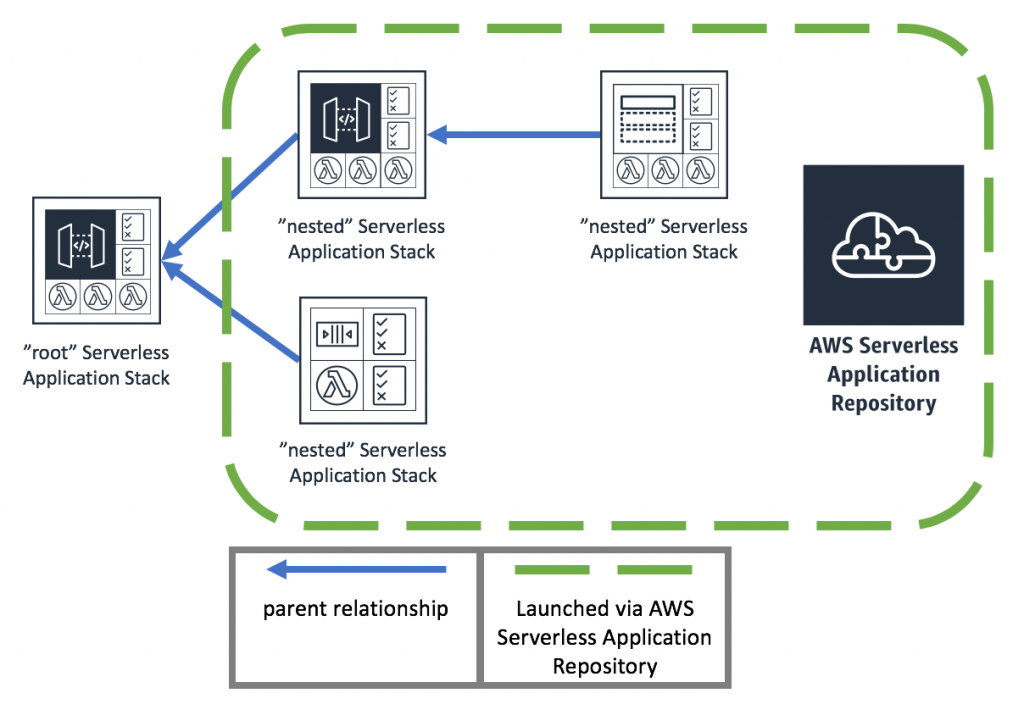 ”nested” Serverless
Application Stack
”nested” Serverless
Application Stack
”root” Serverless
Application Stack
AWS Serverless
Application
Repository
”nested” Serverless
Application Stack
parent relationship
Launched via AWS
Serverless Application
Repository